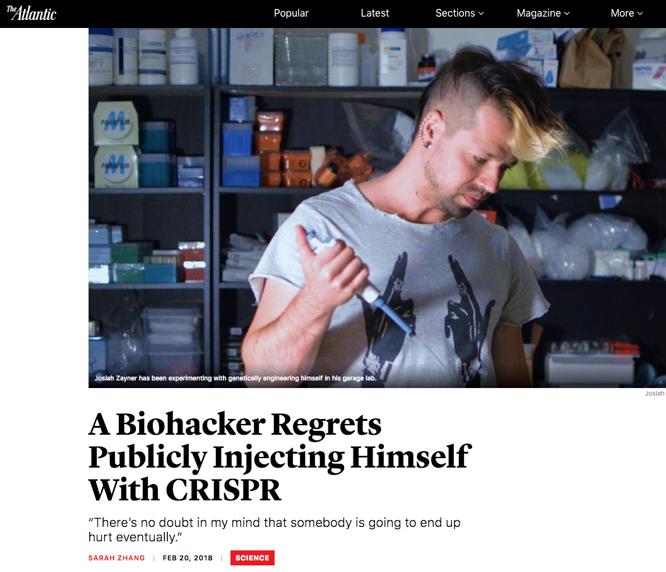 The Atlantic
Popular
Latest
Sections
Magazine
More
PARAFILM
M
PARAFILM
M
Josiah Zayner has been experimenting with genetically engineering himself in his garage lab.
Josiah
A Biohacker Regrets
Publicly Injecting Himself
With CRISPR
“There’s no doubt in my mind that somebody is going to end up
hurt eventually.”
SARAH ZHANG | FEB 20, 2018 | SCIENCE